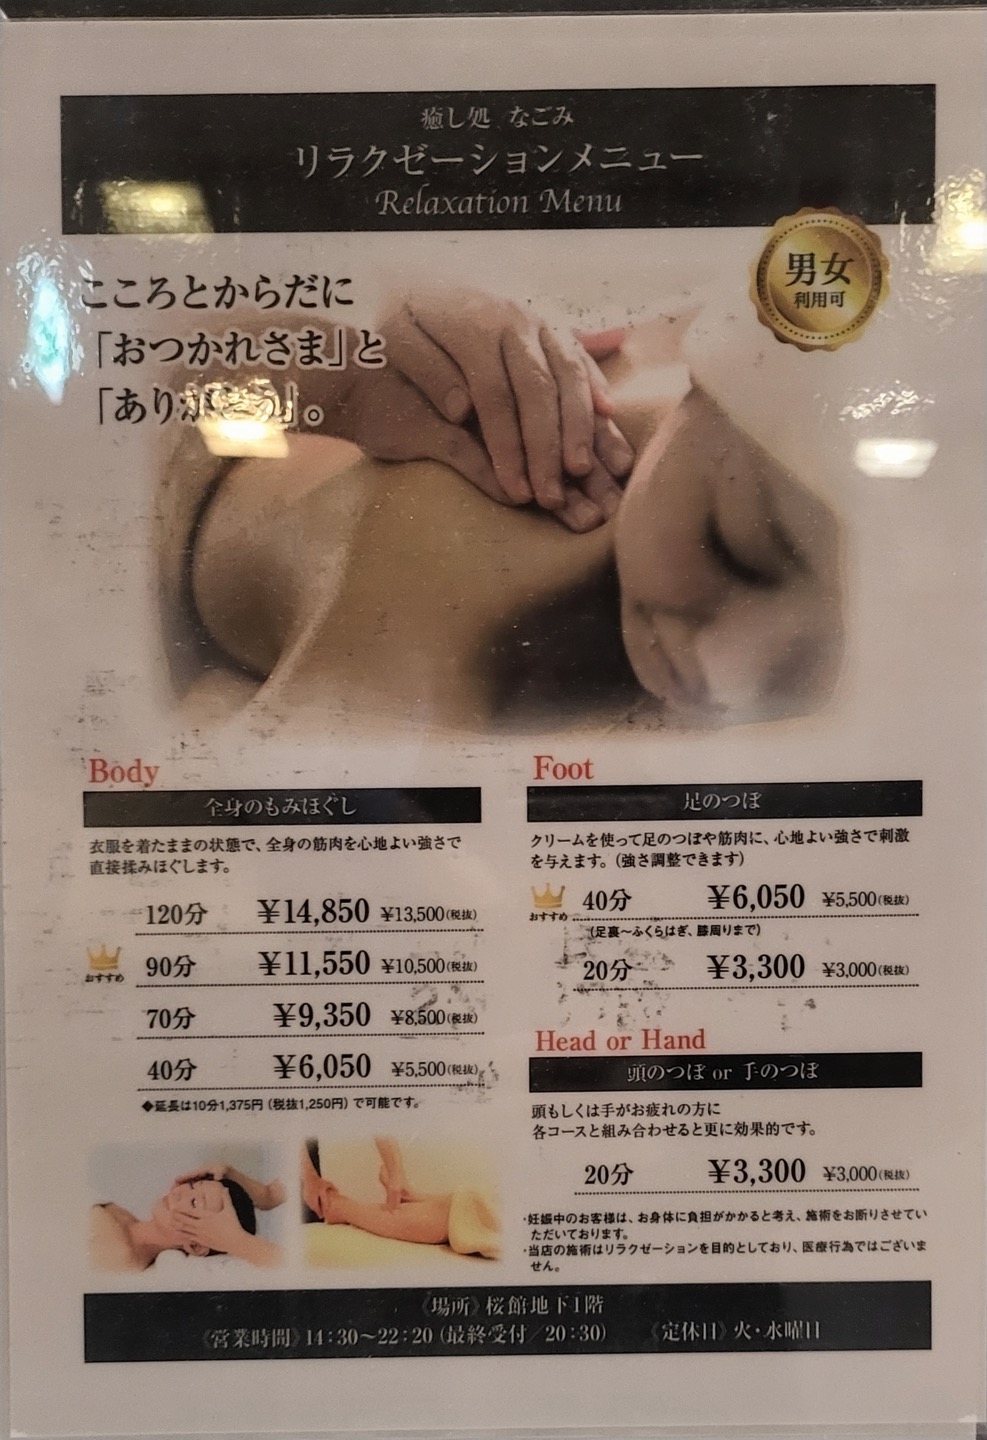 癒し処 なごみ
リラクゼーションメニュー
Relaxation Menu
男女
利用可
こころとからだに
「おつかれさま」と
「ありがとう」。
Body
全身のもみほぐし
衣服を着たままの状態で、全身の筋肉を心地よい強さで
直接揉みほぐします。
120分 ¥14,850 ¥13,500(税抜)
おすすめ 90分 ¥11,550 ¥10,500(税抜)
70分 ¥9,350 ¥8,500(税抜)
40分 ¥6,050 ¥5,500(税抜)
◆延長は10分1,375円(税抜1,250円)で可能です。
Foot
足のつぼ
クリームを使って足のつぼや筋肉に、心地よい強さで刺激
を与えます。(強さ調整できます)
おすすめ 40分 ¥6,050 ¥5,500(税抜)
(足裏〜ふくらはぎ、膝周りまで)
20分 ¥3,300 ¥3,000(税抜)
Head or Hand
頭のつぼ or 手のつぼ
頭もしくは手がお疲れの方に
各コースと組み合わせると更に効果的です。
20分 ¥3,300 ¥3,000(税抜)
・妊娠中のお客様は、お身体に負担がかかると考え、施術をお断りさせてい
ただいております。
・当店の施術はリラクゼーションを目的としており、医療行為ではございま
せん。
《場所》桜館地下1階
《営業時間》14:30〜22:20(最終受付/20:30) 《定休日》火・水曜日